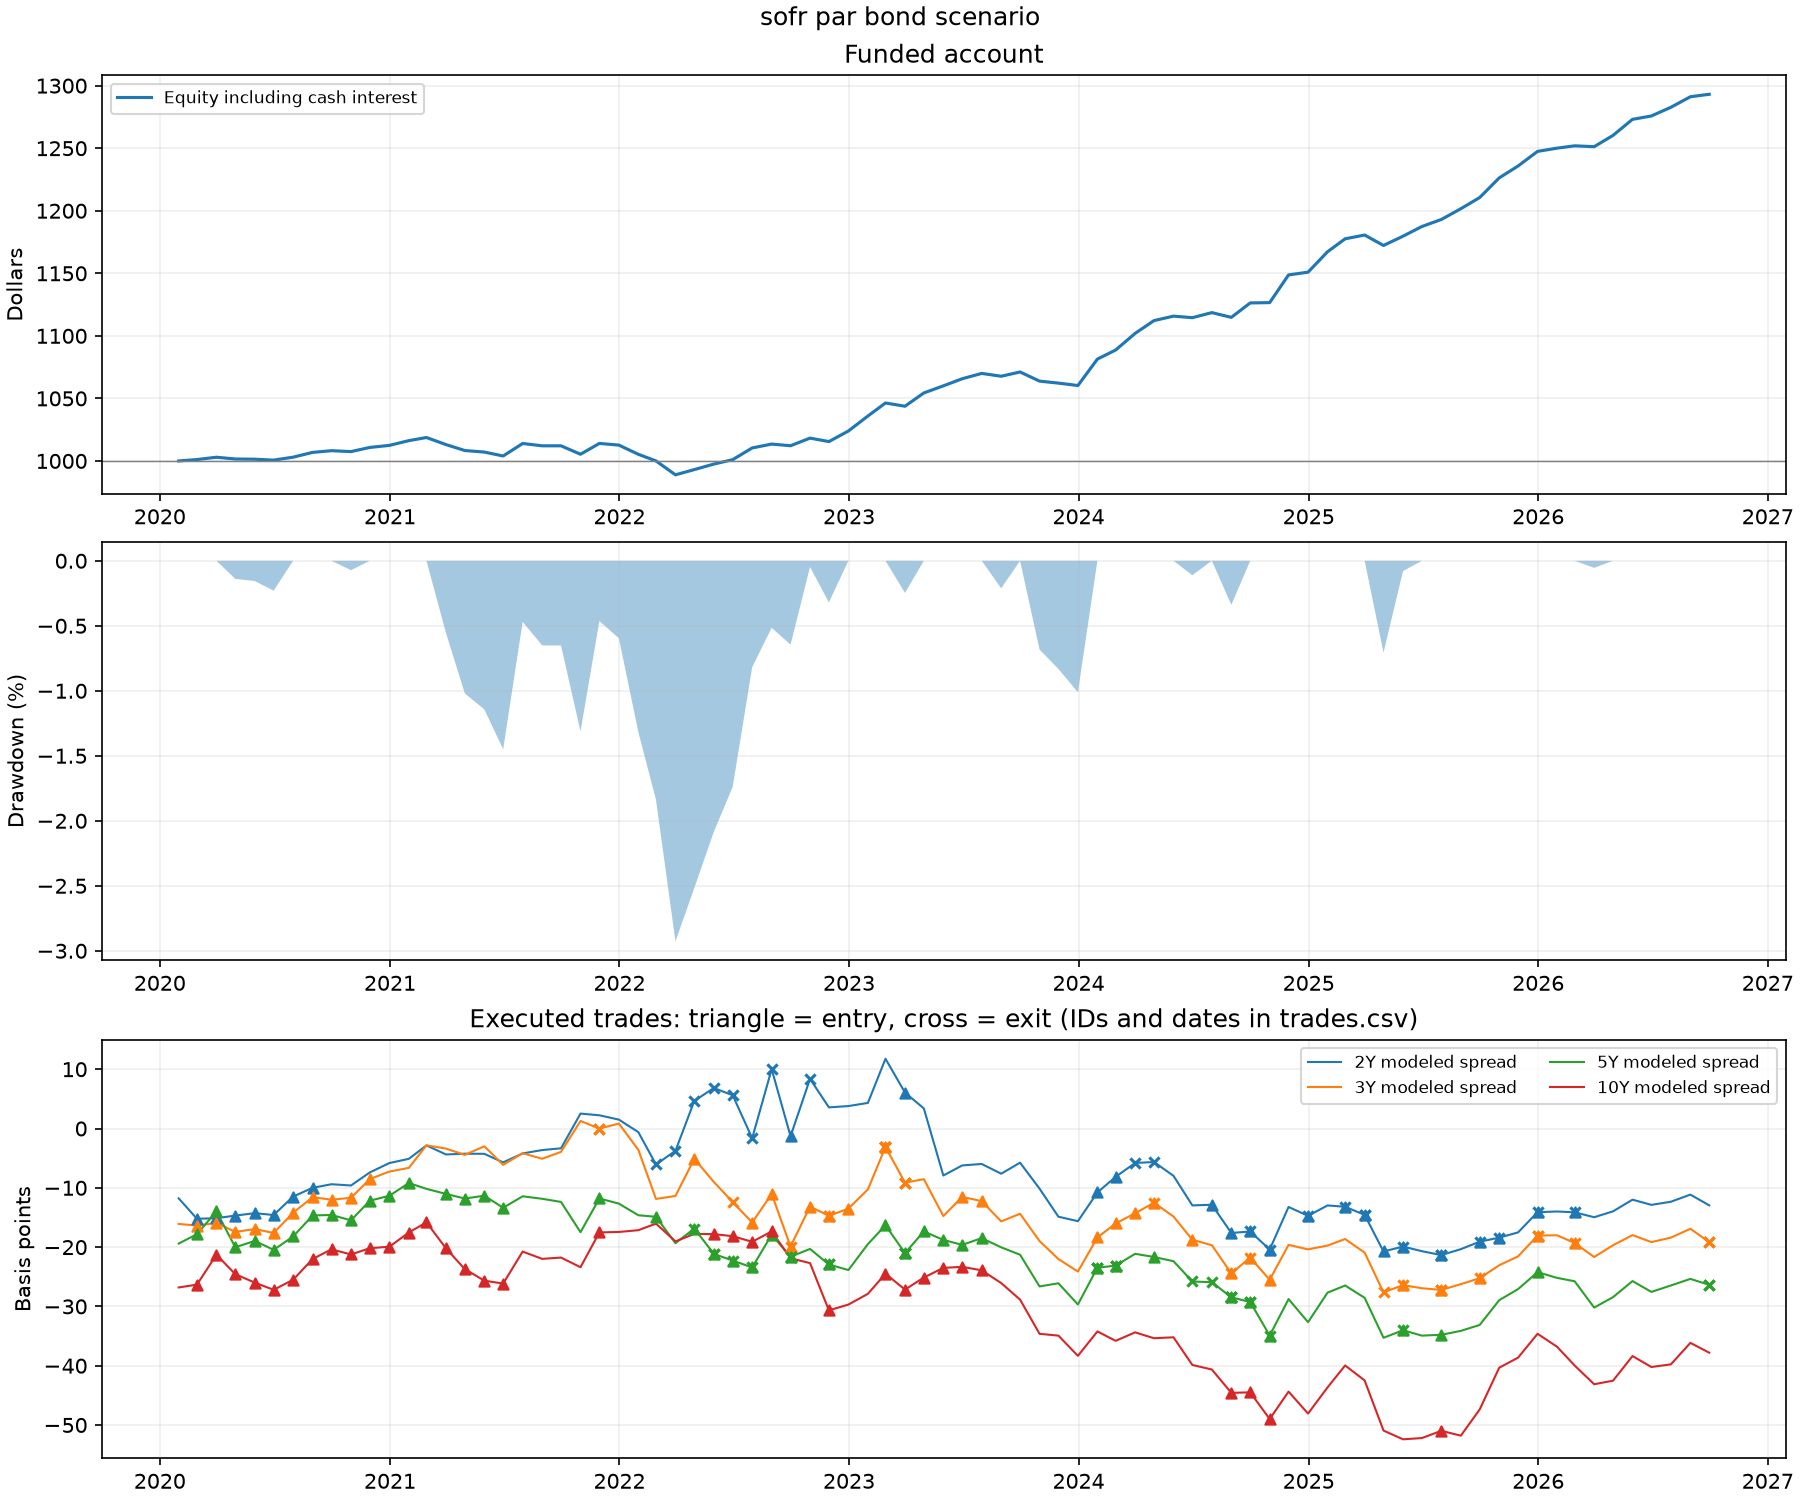 sofr par bond scenario
Funded account
Equity including cash interest
Dollars
1300
1250
1200
1150
1100
1050
1000
2020 2021 2022 2023 2024 2025 2026 2027
Drawdown (%)
0.0
−0.5
−1.0
−1.5
−2.0
−2.5
−3.0
2020 2021 2022 2023 2024 2025 2026 2027
Executed trades: triangle = entry, cross = exit (IDs and dates in trades.csv)
2Y modeled spread 5Y modeled spread
3Y modeled spread 10Y modeled spread
Basis points
10
0
−10
−20
−30
−40
−50
2020 2021 2022 2023 2024 2025 2026 2027